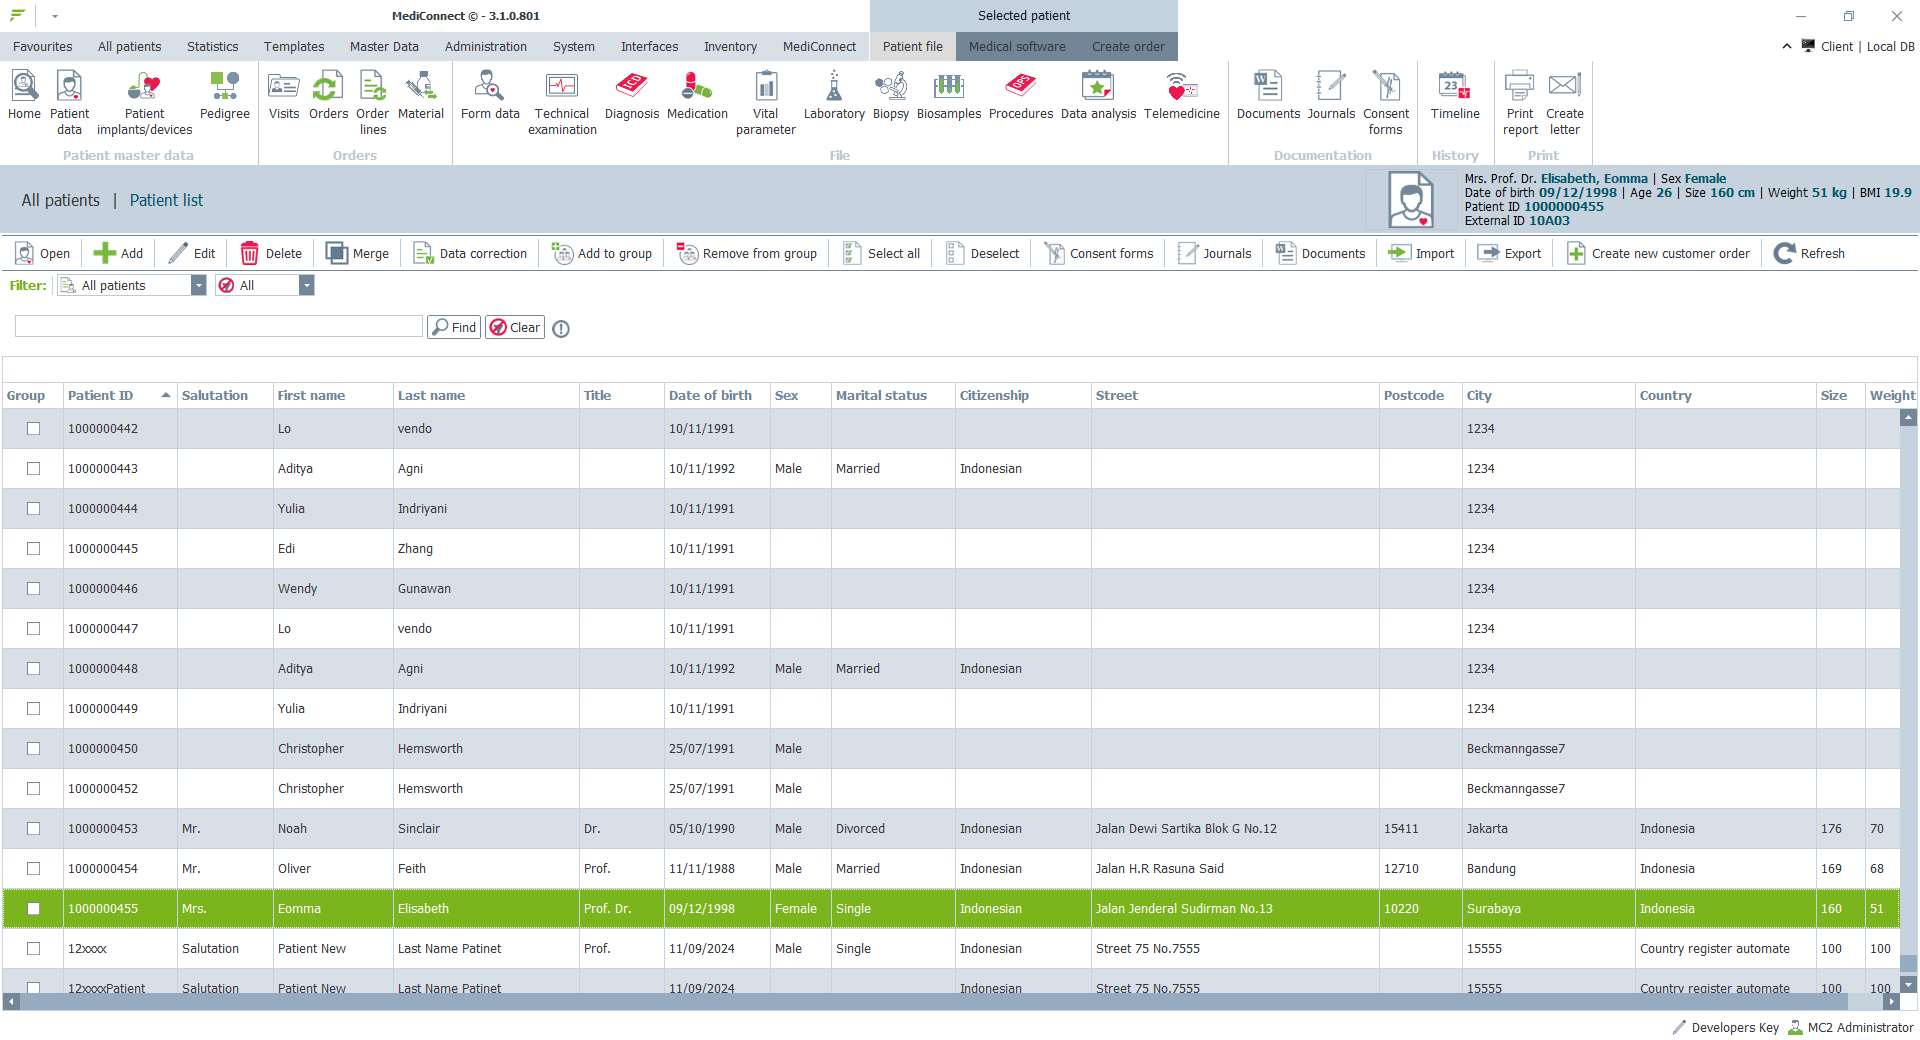 MediConnect © - 3.1.0.801
Selected patient
Favourites All patients Statistics Templates Master Data Administration System Interfaces Inventory MediConnect Patient file Medical software Create order Client | Local DB
Home Patient data Patient implants/devices Pedigree Visits Orders Order lines Material Form data Technical examination Diagnosis Medication Vital parameter Laboratory Biopsy Biosamples Procedures Data analysis Telemedicine Documents Journals Consent forms Timeline Print report Create letter
Patient master data Orders File Documentation History Print
All patients | Patient list
Mrs. Prof. Dr. Elisabeth, Eomma | Sex Female
Date of birth 09/12/1998 | Age 26 | Size 160 cm | Weight 51 kg | BMI 19.9
Patient ID 1000000455
External ID 10A03
Open Add Edit Delete Merge Data correction Add to group Remove from group Select all Deselect Consent forms Journals Documents Import Export Create new customer order Refresh
Filter: All patients All
Find Clear
Group Patient ID Salutation First name Last name Title Date of birth Sex Marital status Citizenship Street Postcode City Country Size Weight
1000000442 Lo vendo 10/11/1991 1234
1000000443 Aditya Agni 10/11/1992 Male Married Indonesian 1234
1000000444 Yulia Indriyani 10/11/1991 1234
1000000445 Edi Zhang 10/11/1991 1234
1000000446 Wendy Gunawan 10/11/1991 1234
1000000447 Lo vendo 10/11/1991 1234
1000000448 Aditya Agni 10/11/1992 Male Married Indonesian 1234
1000000449 Yulia Indriyani 10/11/1991 1234
1000000450 Christopher Hemsworth 25/07/1991 Male Beckmanngasse7
1000000452 Christopher Hemsworth 25/07/1991 Male Beckmanngasse7
1000000453 Mr. Noah Sinclair Dr. 05/10/1990 Male Divorced Indonesian Jalan Dewi Sartika Blok G No.12 15411 Jakarta Indonesia 176 70
1000000454 Mr. Oliver Feith Prof. 11/11/1988 Male Married Indonesian Jalan H.R Rasuna Said 12710 Bandung Indonesia 169 68
1000000455 Mrs. Eomma Elisabeth Prof. Dr. 09/12/1998 Female Single Indonesian Jalan Jenderal Sudirman No.13 10220 Surabaya Indonesia 160 51
12xxxx Salutation Patient New Last Name Patinet Prof. 11/09/2024 Male Single Indonesian Street 75 No.7555 15555 Country register automate 100 100
12xxxxPatient Salutation Patient New Last Name Patinet 11/09/2024 Indonesian Street 75 No.7555 15555 Country register automate 100 100
Developers Key MC2 Administrator